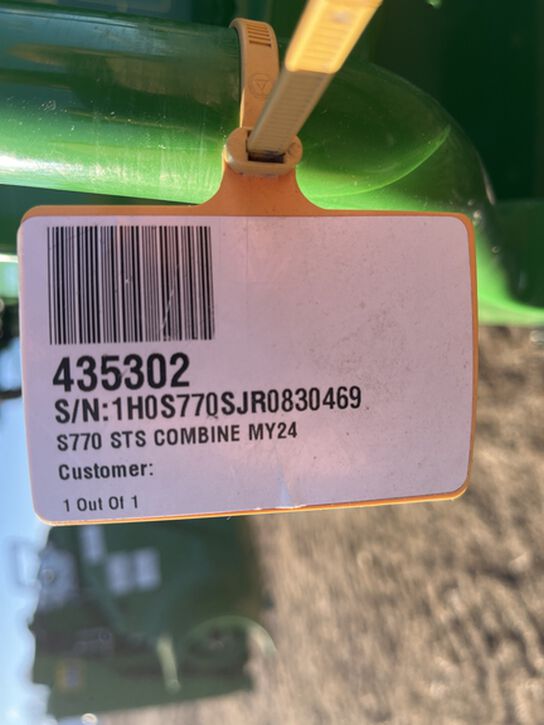 435302
S/N:1H0S770SJR0830469
S770 STS COMBINE MY24
Customer:
1 Out Of 1